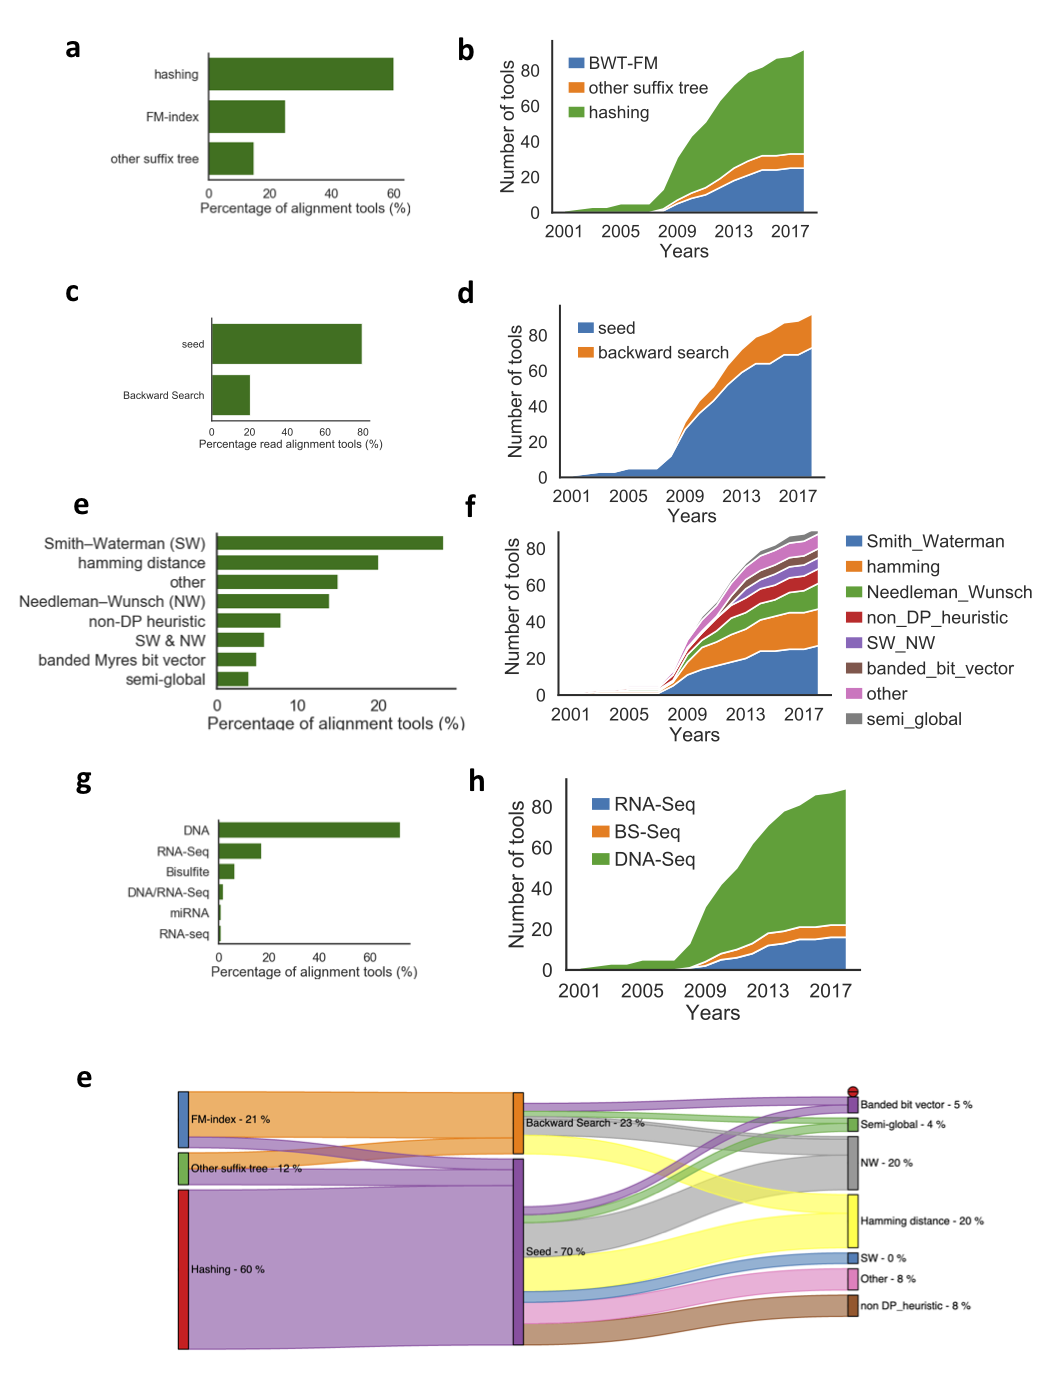 a
hashing
FM-index
other suffix tree
0 20 40 60
Percentage of alignment tools (%)
b
BWT-FM
other suffix tree
hashing
Number of tools
80
60
40
20
0
2001 2005 2009 2013 2017
Years
c
seed
Backward Search
0 20 40 60 80
Percentage read alignment tools (%)
d
seed
backward search
Number of tools
80
60
40
20
0
2001 2005 2009 2013 2017
Years
e
Smith–Waterman (SW)
hamming distance
other
Needleman–Wunsch (NW)
non-DP heuristic
SW & NW
banded Myres bit vector
semi-global
0 10 20
Percentage of alignment tools (%)
f
Number of tools
80
60
40
20
0
2001 2005 2009 2013 2017
Years
Smith_Waterman
hamming
Needleman_Wunsch
non_DP_heuristic
SW_NW
banded_bit_vector
other
semi_global
g
DNA
RNA-Seq
Bisulfite
DNA/RNA-Seq
miRNA
RNA-seq
0 20 40 60
Percentage of alignment tools (%)
h
RNA-Seq
BS-Seq
DNA-Seq
Number of tools
80
60
40
20
0
2001 2005 2009 2013 2017
Years
e
FM-index - 21 %
Other suffix tree - 12 %
Hashing - 60 %
Backward Search - 23 %
Seed - 70 %
Banded bit vector - 5 %
Semi-global - 4 %
NW - 20 %
Hamming distance - 20 %
SW - 0 %
Other - 8 %
non DP_heuristic - 8 %